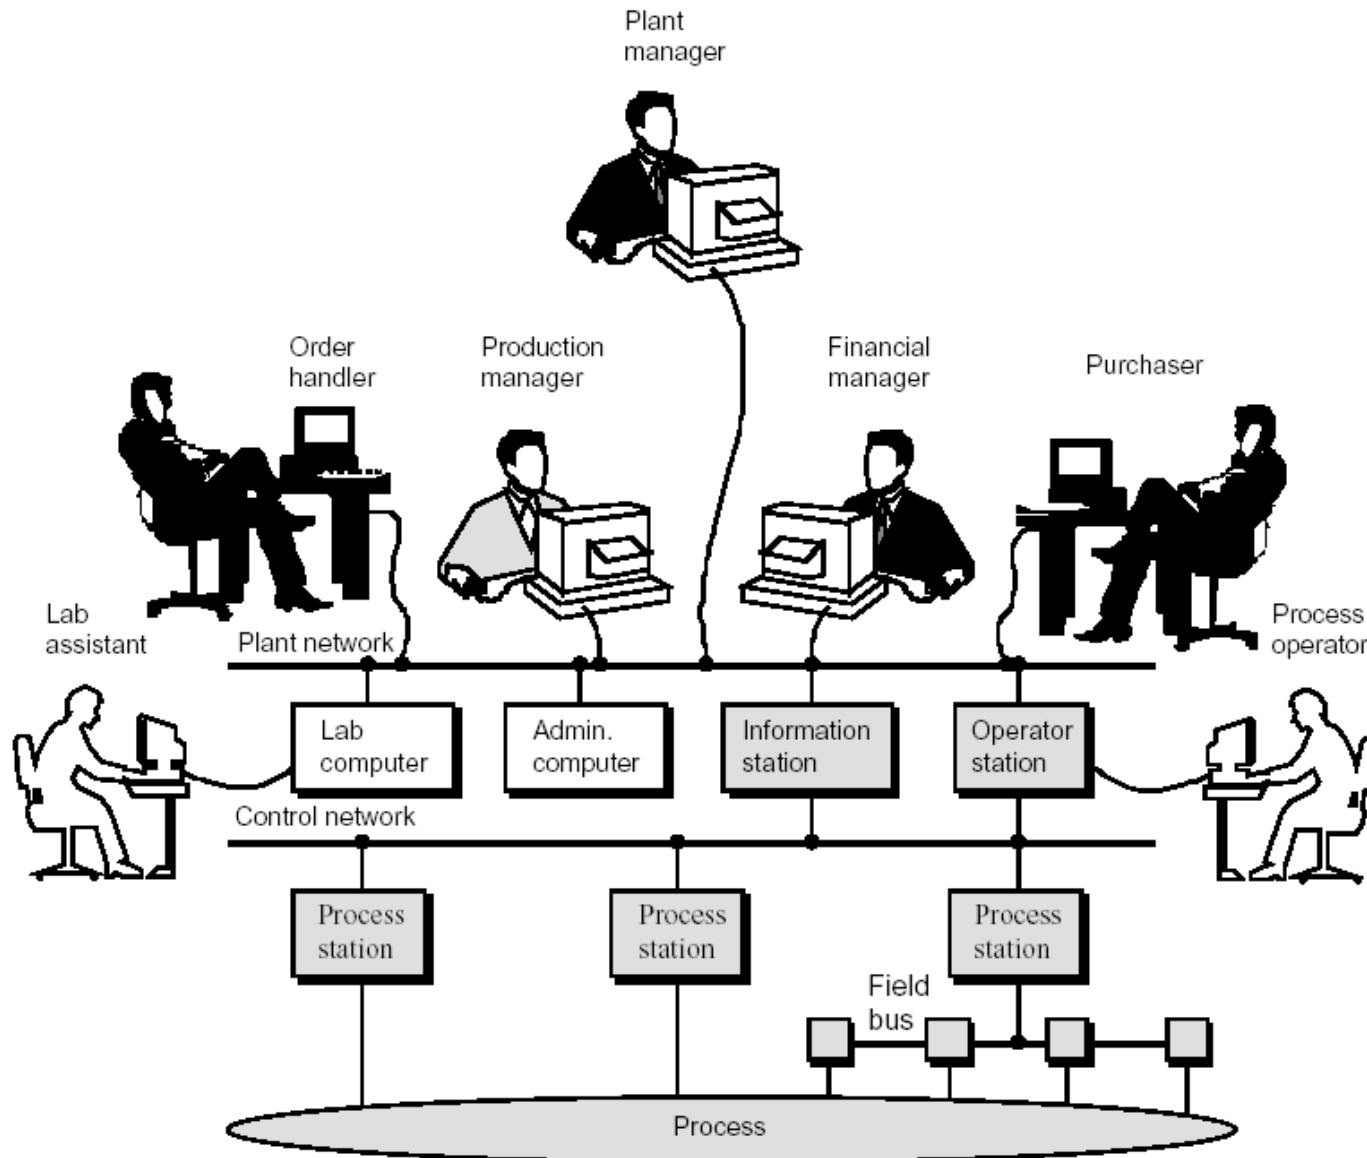 Plant
manager
Order
handler
Production
manager
Financial
manager
Purchaser
Lab
assistant
Plant network
Process
operator
Lab
computer
Admin.
computer
Information
station
Operator
station
Control network
Process
station
Process
station
Process
station
Field
bus
Process